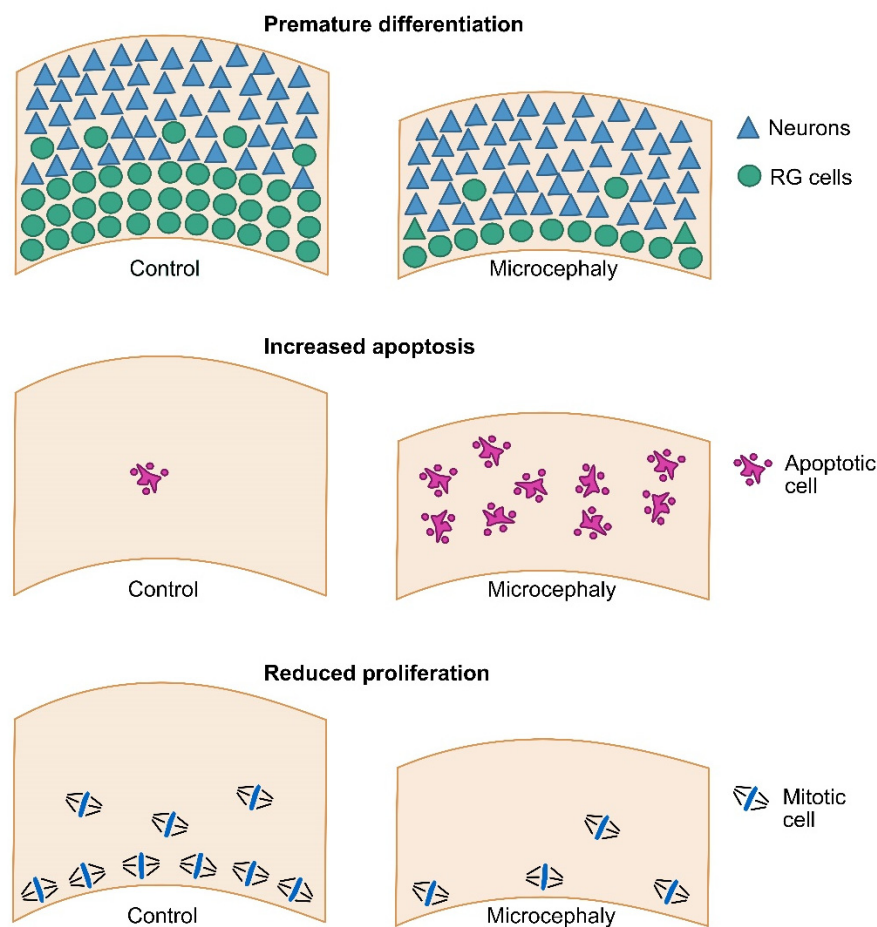 Premature differentiation
Neurons
RG cells
Control
Microcephaly
Increased apoptosis
Apoptotic
cell
Control
Microcephaly
Reduced proliferation
Mitotic
cell
Control
Microcephaly